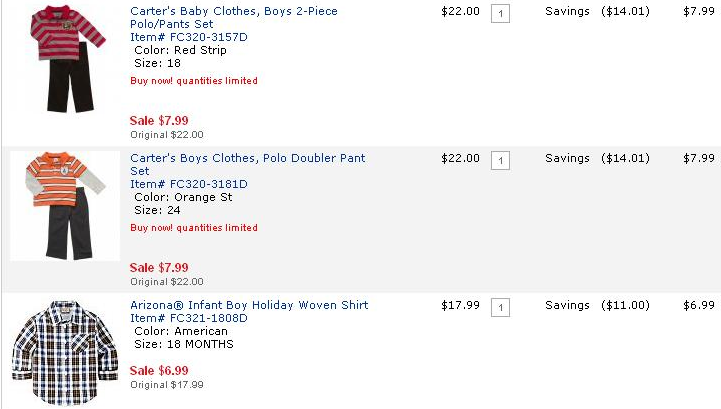 Carter's Baby Clothes, Boys 2-Piece $22.00 1 Savings ($14.01) $7.99
Polo/Pants Set
Item# FC320-3157D
Color: Red Strip
Size: 18
Buy now! quantities limited
Sale $7.99
Original $22.00
Carter's Boys Clothes, Polo Doubler Pant $22.00 1 Savings ($14.01) $7.99
Set
Item# FC320-3181D
Color: Orange St
Size: 24
Buy now! quantities limited
Sale $7.99
Original $22.00
Arizona® Infant Boy Holiday Woven Shirt $17.99 1 Savings ($11.00) $6.99
Item# FC321-1808D
Color: American
Size: 18 MONTHS
Sale $6.99
Original $17.99